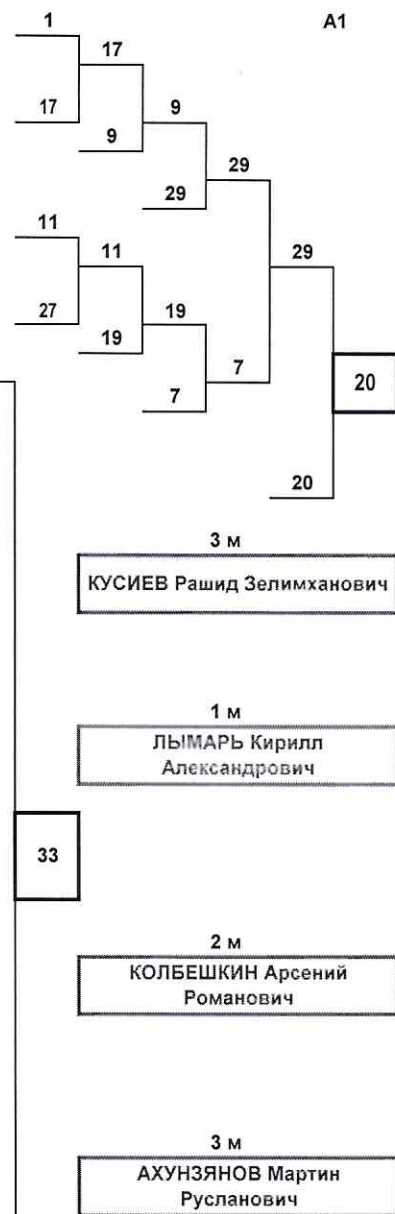 1
А1
17
17
9
9
29
29
11
11
29
27
19
19
7
7
20
20
3 м
КУСИЕВ Рашид Зелимханович
1 м
ЛЫМАРЬ Кирилл
Александрович
33
2 м
КОЛБЕШКИН Арсений
Романович
3 м
АХУНЗЯНОВ Мартин
Русланович